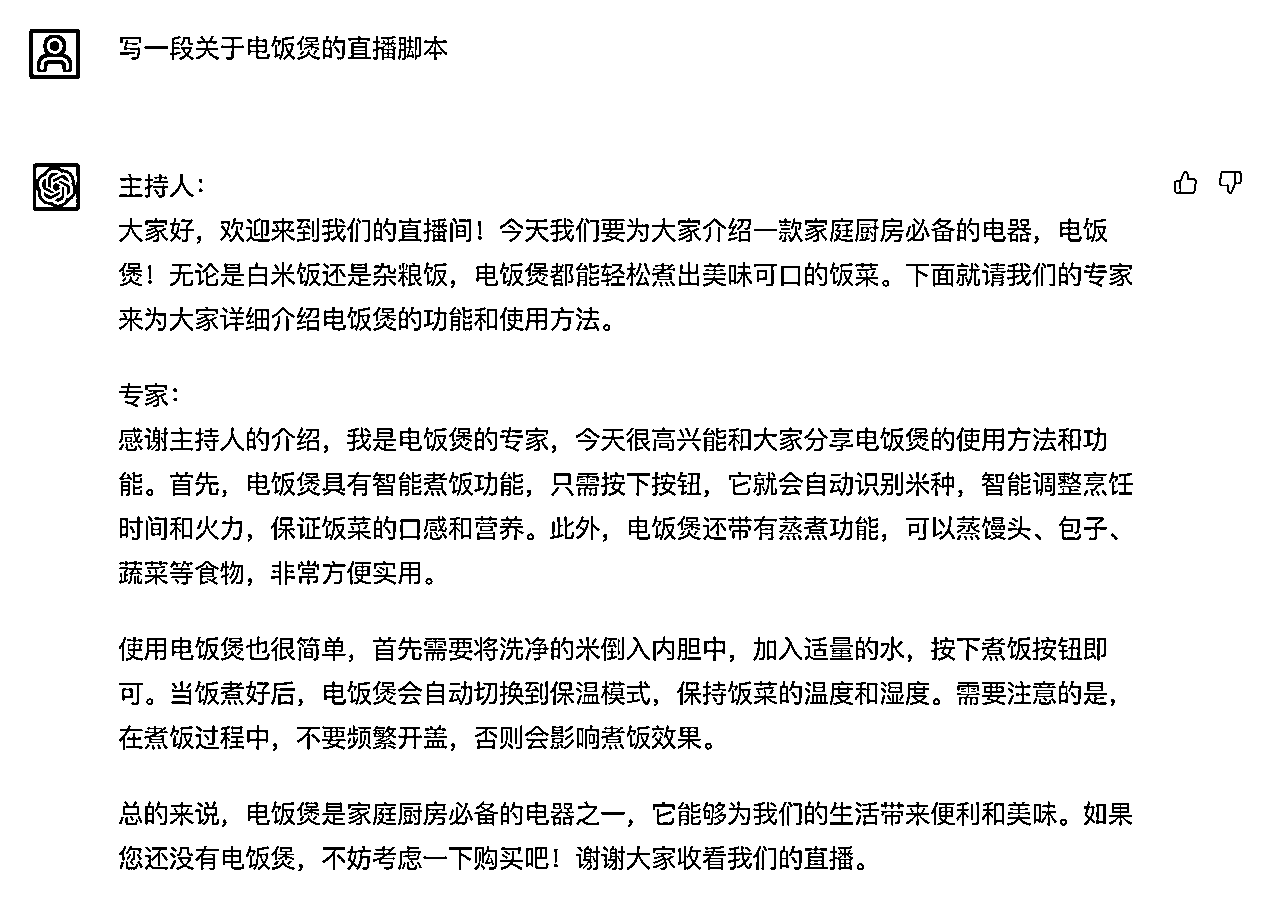 写一段关于电饭煲的直播脚本
主持人：
大家好，欢迎来到我们的直播间！今天我们要为大家介绍一款家庭厨房必备的电器，电饭
煲！无论是白米饭还是杂粮饭，电饭煲都能轻松煮出美味可口的饭菜。下面就请我们的专家
来为大家详细介绍电饭煲的功能和使用方法。
专家：
感谢主持人的介绍，我是电饭煲的专家，今天很高兴能和大家分享电饭煲的使用方法和功
能。首先，电饭煲具有智能煮饭功能，只需按下按钮，它就会自动识别米种，智能调整烹饪
时间和火力，保证饭菜的口感和营养。此外，电饭煲还带有蒸煮功能，可以蒸馒头、包子、
蔬菜等食物，非常方便实用。
使用电饭煲也很简单，首先需要将洗净的米倒入内胆中，加入适量的水，按下煮饭按钮即
可。当饭煮好后，电饭煲会自动切换到保温模式，保持饭菜的温度和湿度。需要注意的是，
在煮饭过程中，不要频繁开盖，否则会影响煮饭效果。
总的来说，电饭煲是家庭厨房必备的电器之一，它能够为我们的生活带来便利和美味。如果
您还没有电饭煲，不妨考虑一下购买吧！谢谢大家收看我们的直播。